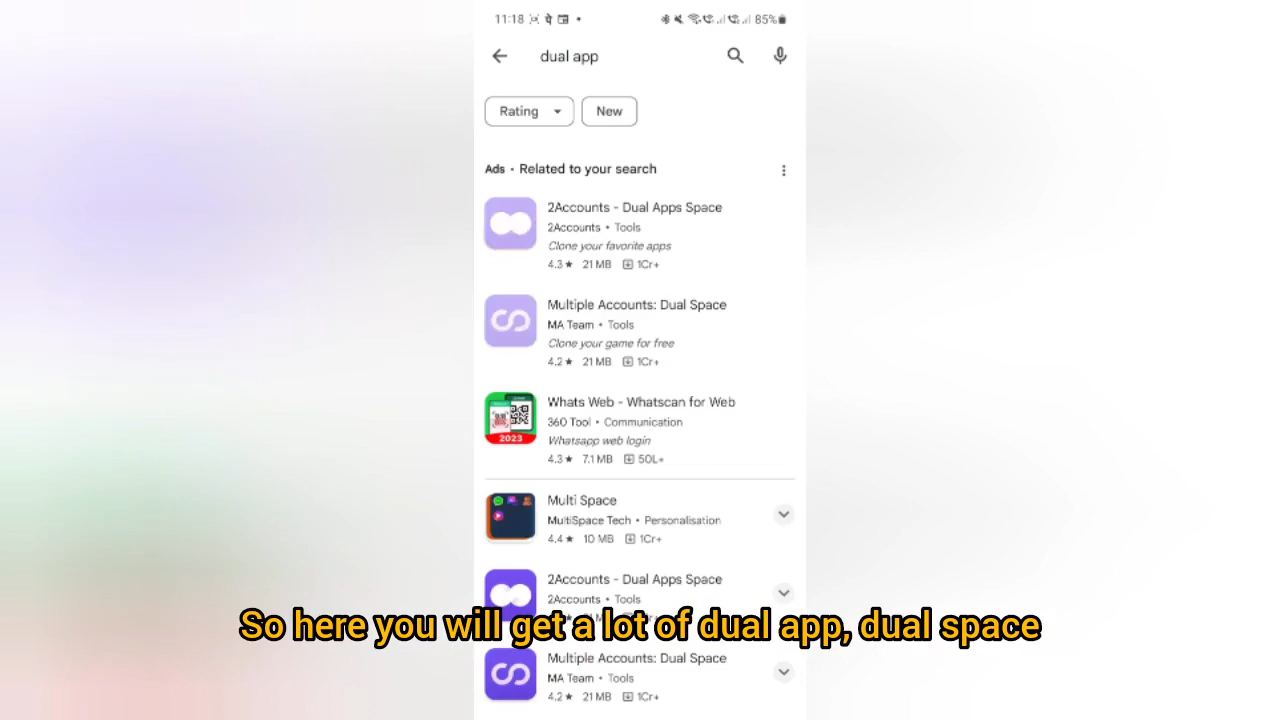 11:18
85%
dual app
Rating
New
Ads • Related to your search
2Accounts - Dual Apps Space
2Accounts • Tools
Clone your favorite apps
4.3★ 21 MB 1Cr+
Multiple Accounts: Dual Space
MA Team • Tools
Clone your game for free
4.2★ 21 MB 1Cr+
2023
Whats Web - Whatscan for Web
360 Tool • Communication
Whatsapp web login
4.3★ 7.1 MB 50L+
Multi Space
MultiSpace Tech • Personalisation
4.4★ 10 MB 1Cr+
2Accounts - Dual Apps Space
2Accounts • Tools
So here you will get a lot of dual app, dual space
Multiple Accounts: Dual Space
MA Team • Tools
4.2★ 21 MB 1Cr+